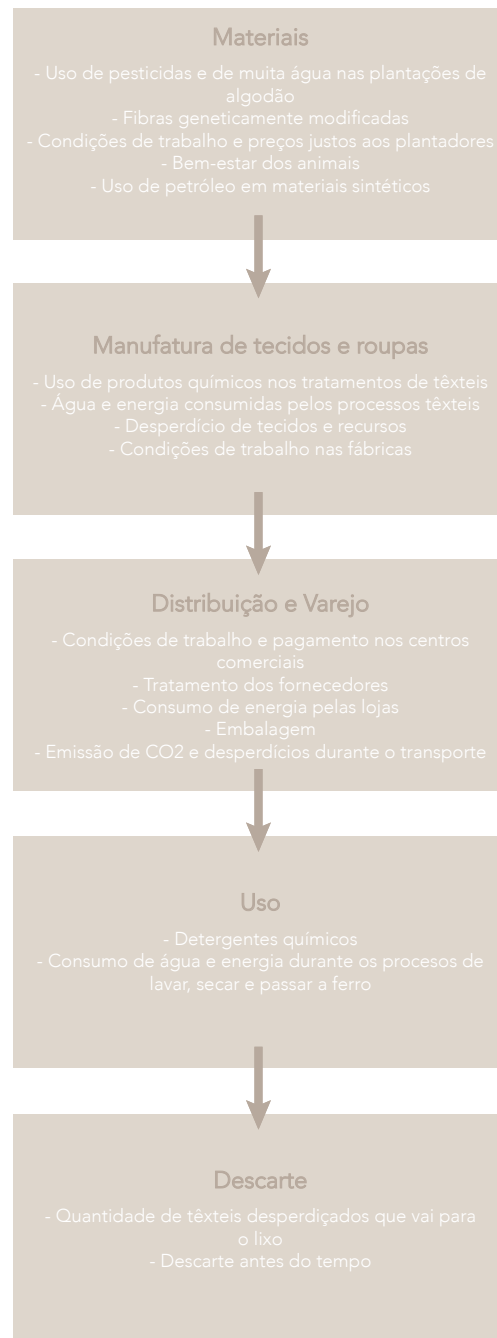 Materiais
- Uso de pesticidas e de muita água nas plantações de
algodão
- Fibras geneticamente modificadas
- Condições de trabalho e preços justos aos plantadores
- Bem-estar dos animais
- Uso de petróleo em materiais sintéticos
Manufatura de tecidos e roupas
- Uso de produtos químicos nos tratamentos de têxteis
- Água e energia consumidas pelos processos têxteis
- Desperdício de tecidos e recursos
- Condições de trabalho nas fábricas
Distribuição e Varejo
- Condições de trabalho e pagamento nos centros
comerciais
- Tratamento dos fornecedores
- Consumo de energia pelas lojas
- Embalagem
- Emissão de CO2 e desperdícios durante o transporte
Uso
- Detergentes químicos
- Consumo de água e energia durante os procesos de
lavar, secar e passar a ferro
Descarte
- Quantidade de têxteis desperdiçados que vai para
o lixo
- Descarte antes do tempo